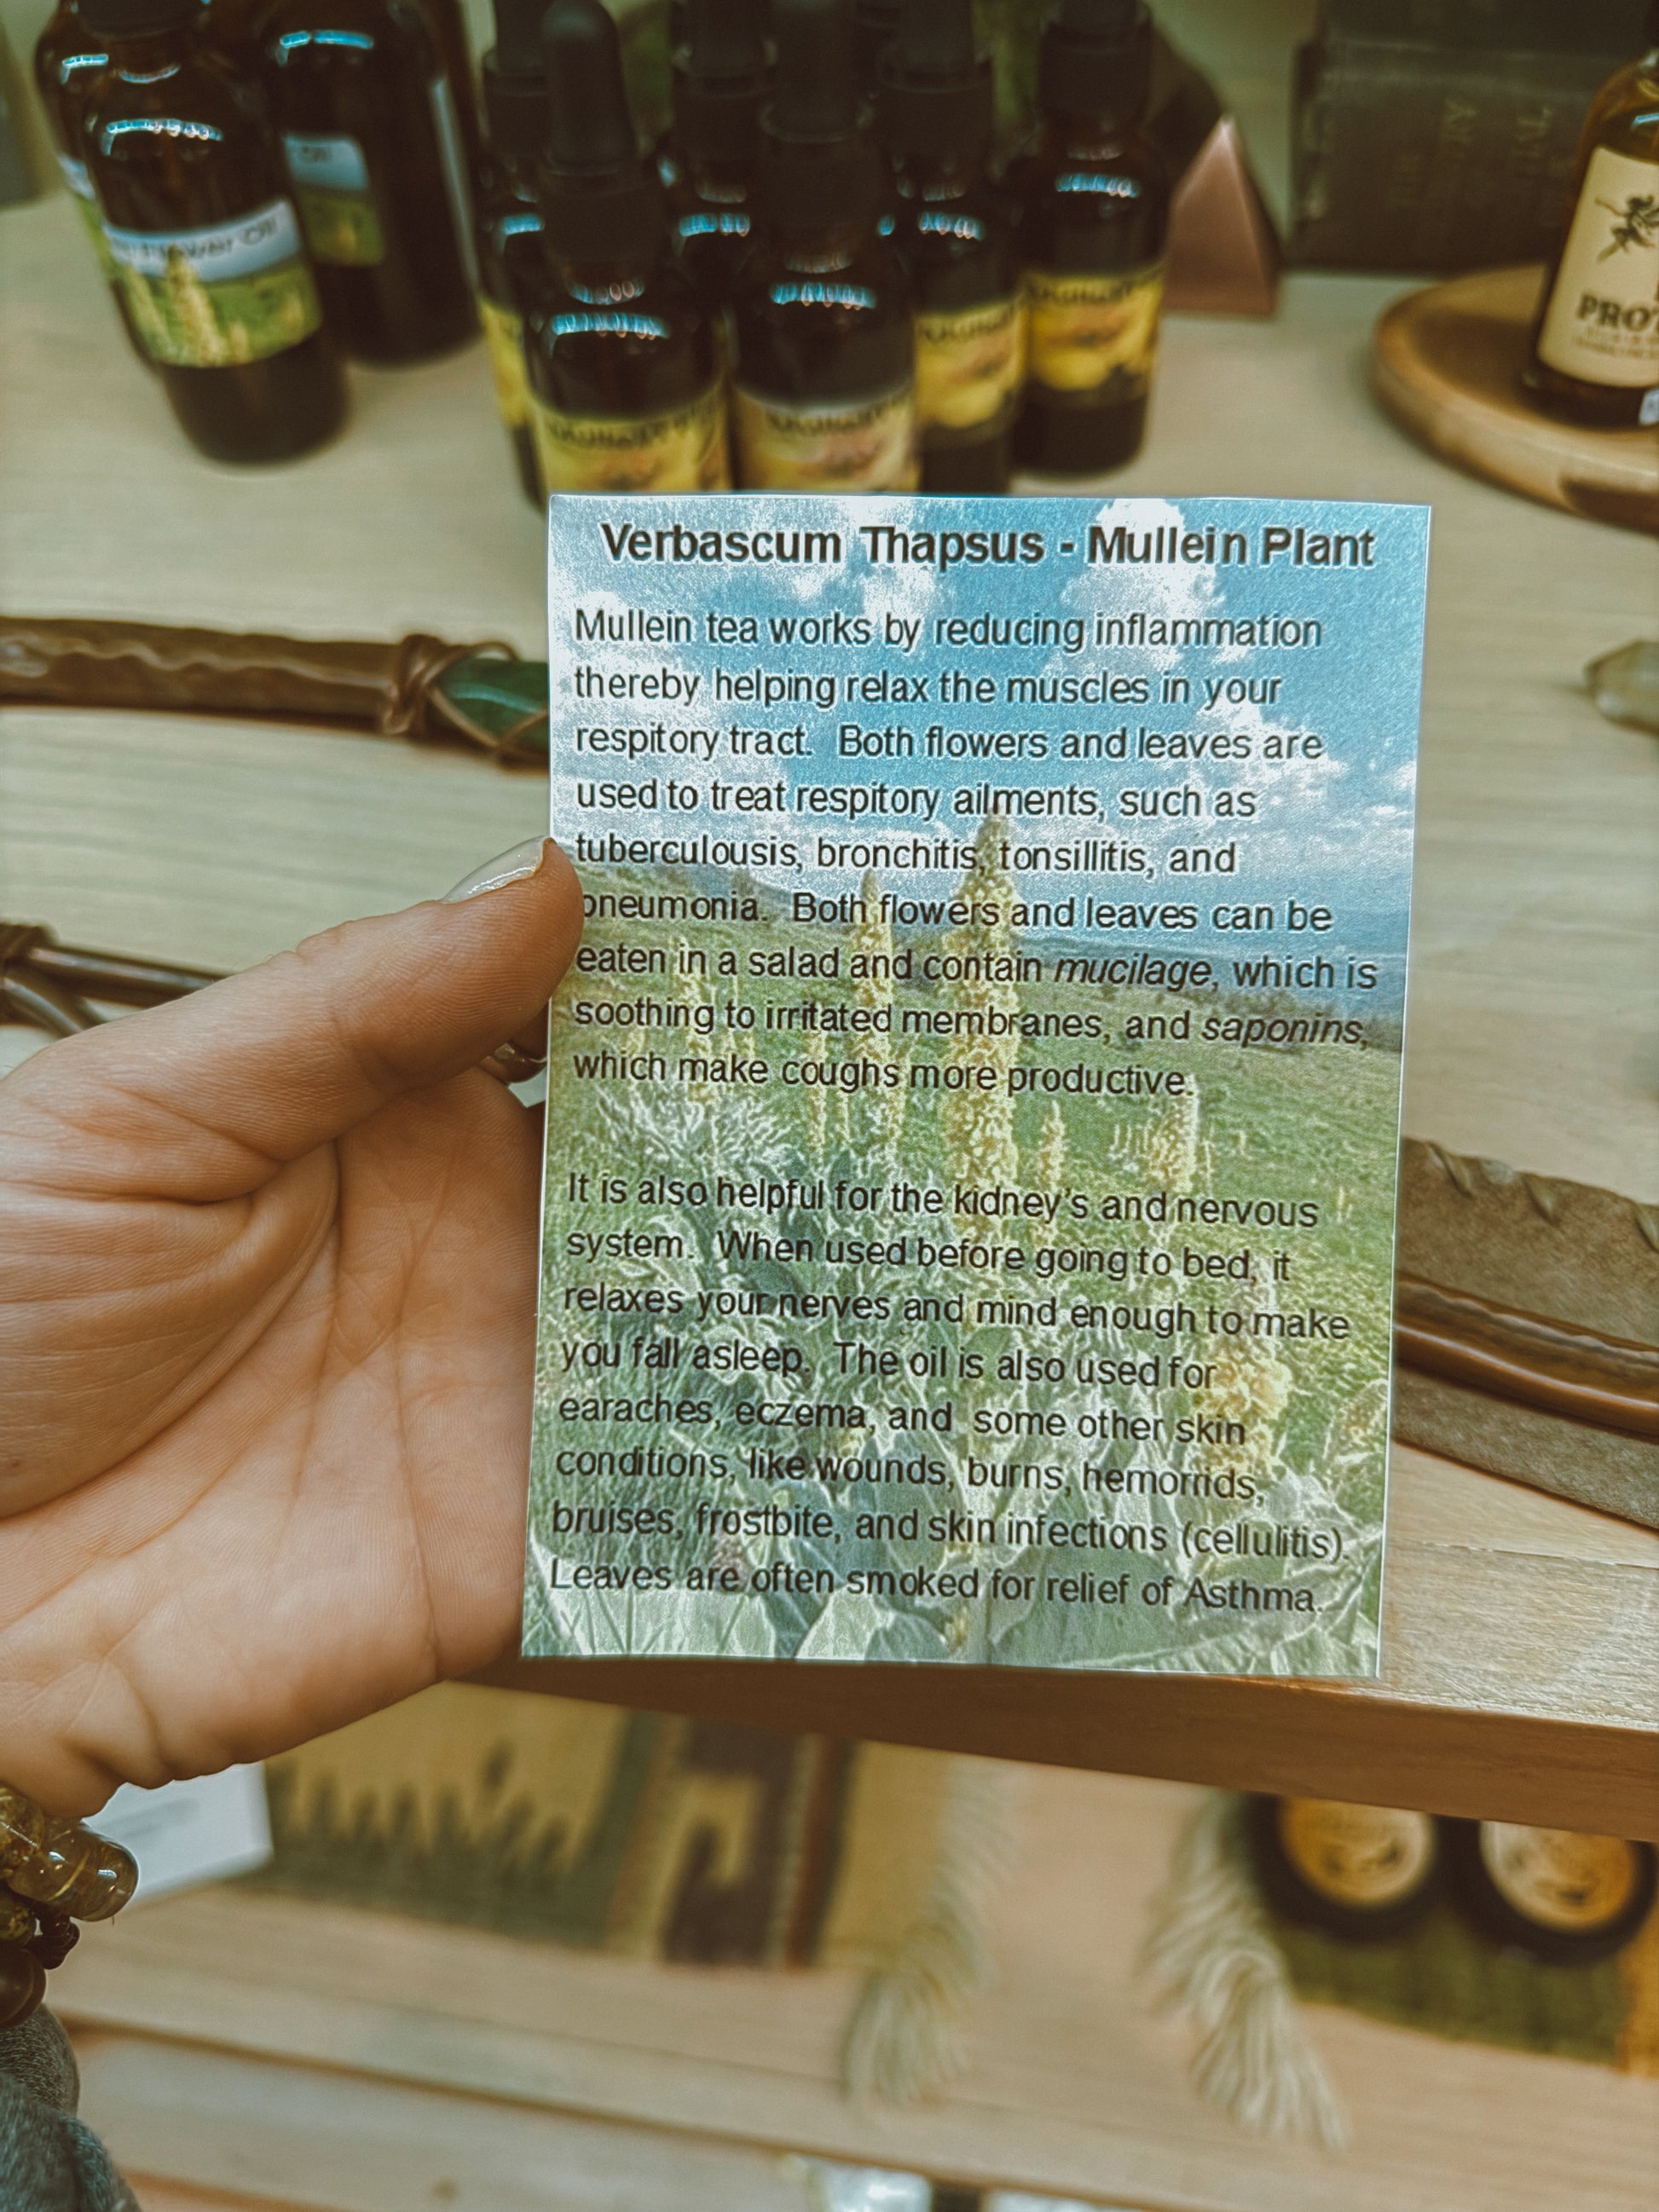 PROT
Verbascum Thapsus - Mullein Plant
Mullein tea works by reducing inflammation
thereby helping relax the muscles in your
respitory tract.  Both flowers and leaves are
used to treat respitory ailments, such as
tuberculousis, bronchitis, tonsillitis, and
pneumonia.  Both flowers and leaves can be
eaten in a salad and contain mucilage, which is
soothing to irritated membranes, and saponins,
which make coughs more productive.
It is also helpful for the kidney's and nervous
system.  When used before going to bed, it
relaxes your nerves and mind enough to make
you fall asleep.  The oil is also used for
earaches, eczema, and  some other skin
conditions, like wounds, burns, hemorrids,
bruises, frostbite, and skin infections (cellulitis).
Leaves are often smoked for relief of Asthma.